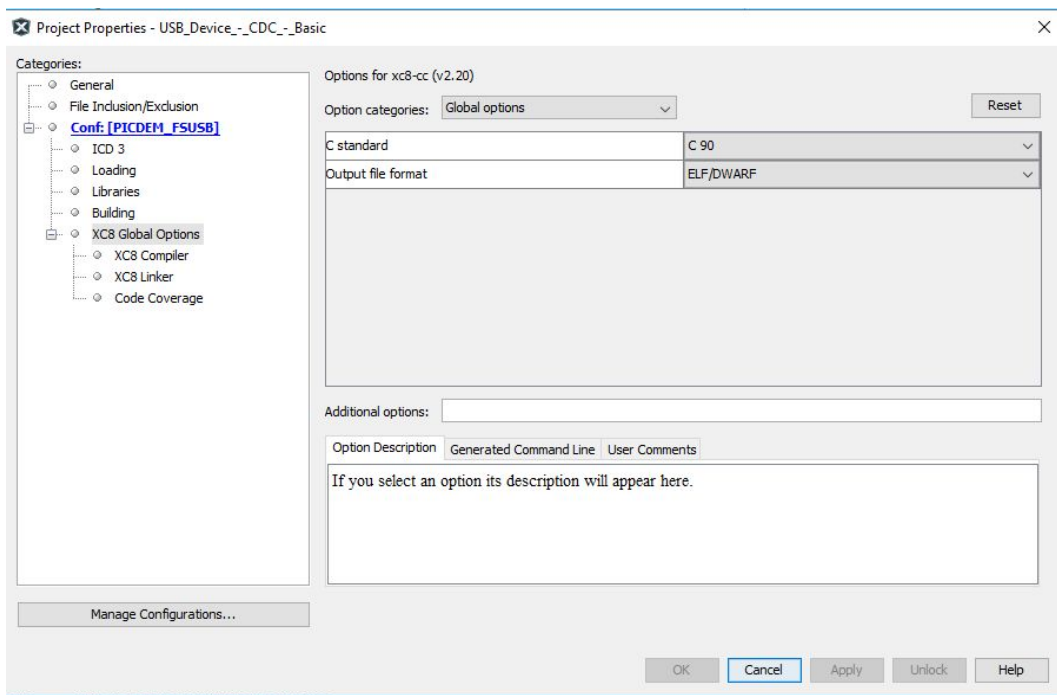 Project Properties - USB_Device_-_CDC_-_Basic
Categories:
General
File Inclusion/Exclusion
Conf: [PICDEM_FSUSB]
ICD 3
Loading
Libraries
Building
XC8 Global Options
XC8 Compiler
XC8 Linker
Code Coverage
Manage Configurations...
Options for xc8-cc (v2.20)
Option categories: Global options Reset
C standard C 90
Output file format ELF/DWARF
Additional options:
Option Description Generated Command Line User Comments
If you select an option its description will appear here.
OK Cancel Apply Unlock Help